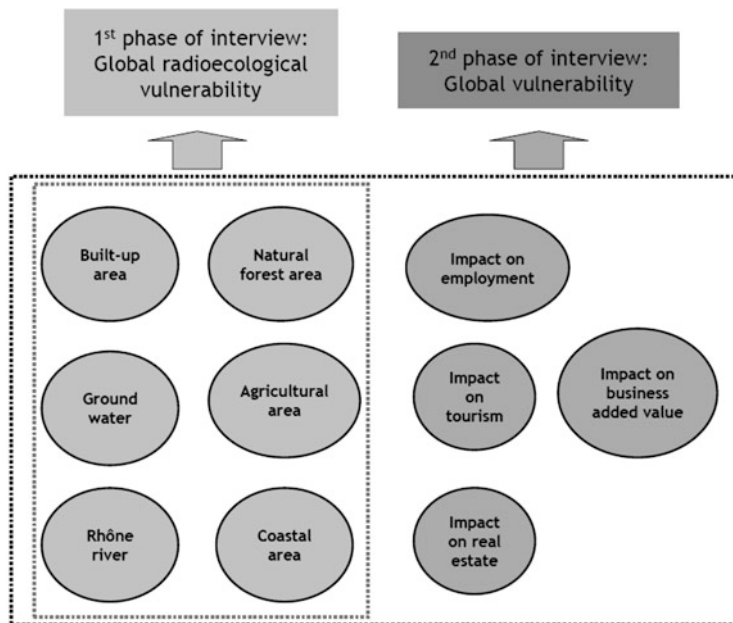 1st phase of interview:
Global radioecological
vulnerability
2nd phase of interview:
Global vulnerability
Built-up
area
Natural
forest area
Impact on
employment
Ground
water
Agricultural
area
Impact
on
tourism
Impact on
business
added value
Rhône
river
Coastal
area
Impact
on real
estate